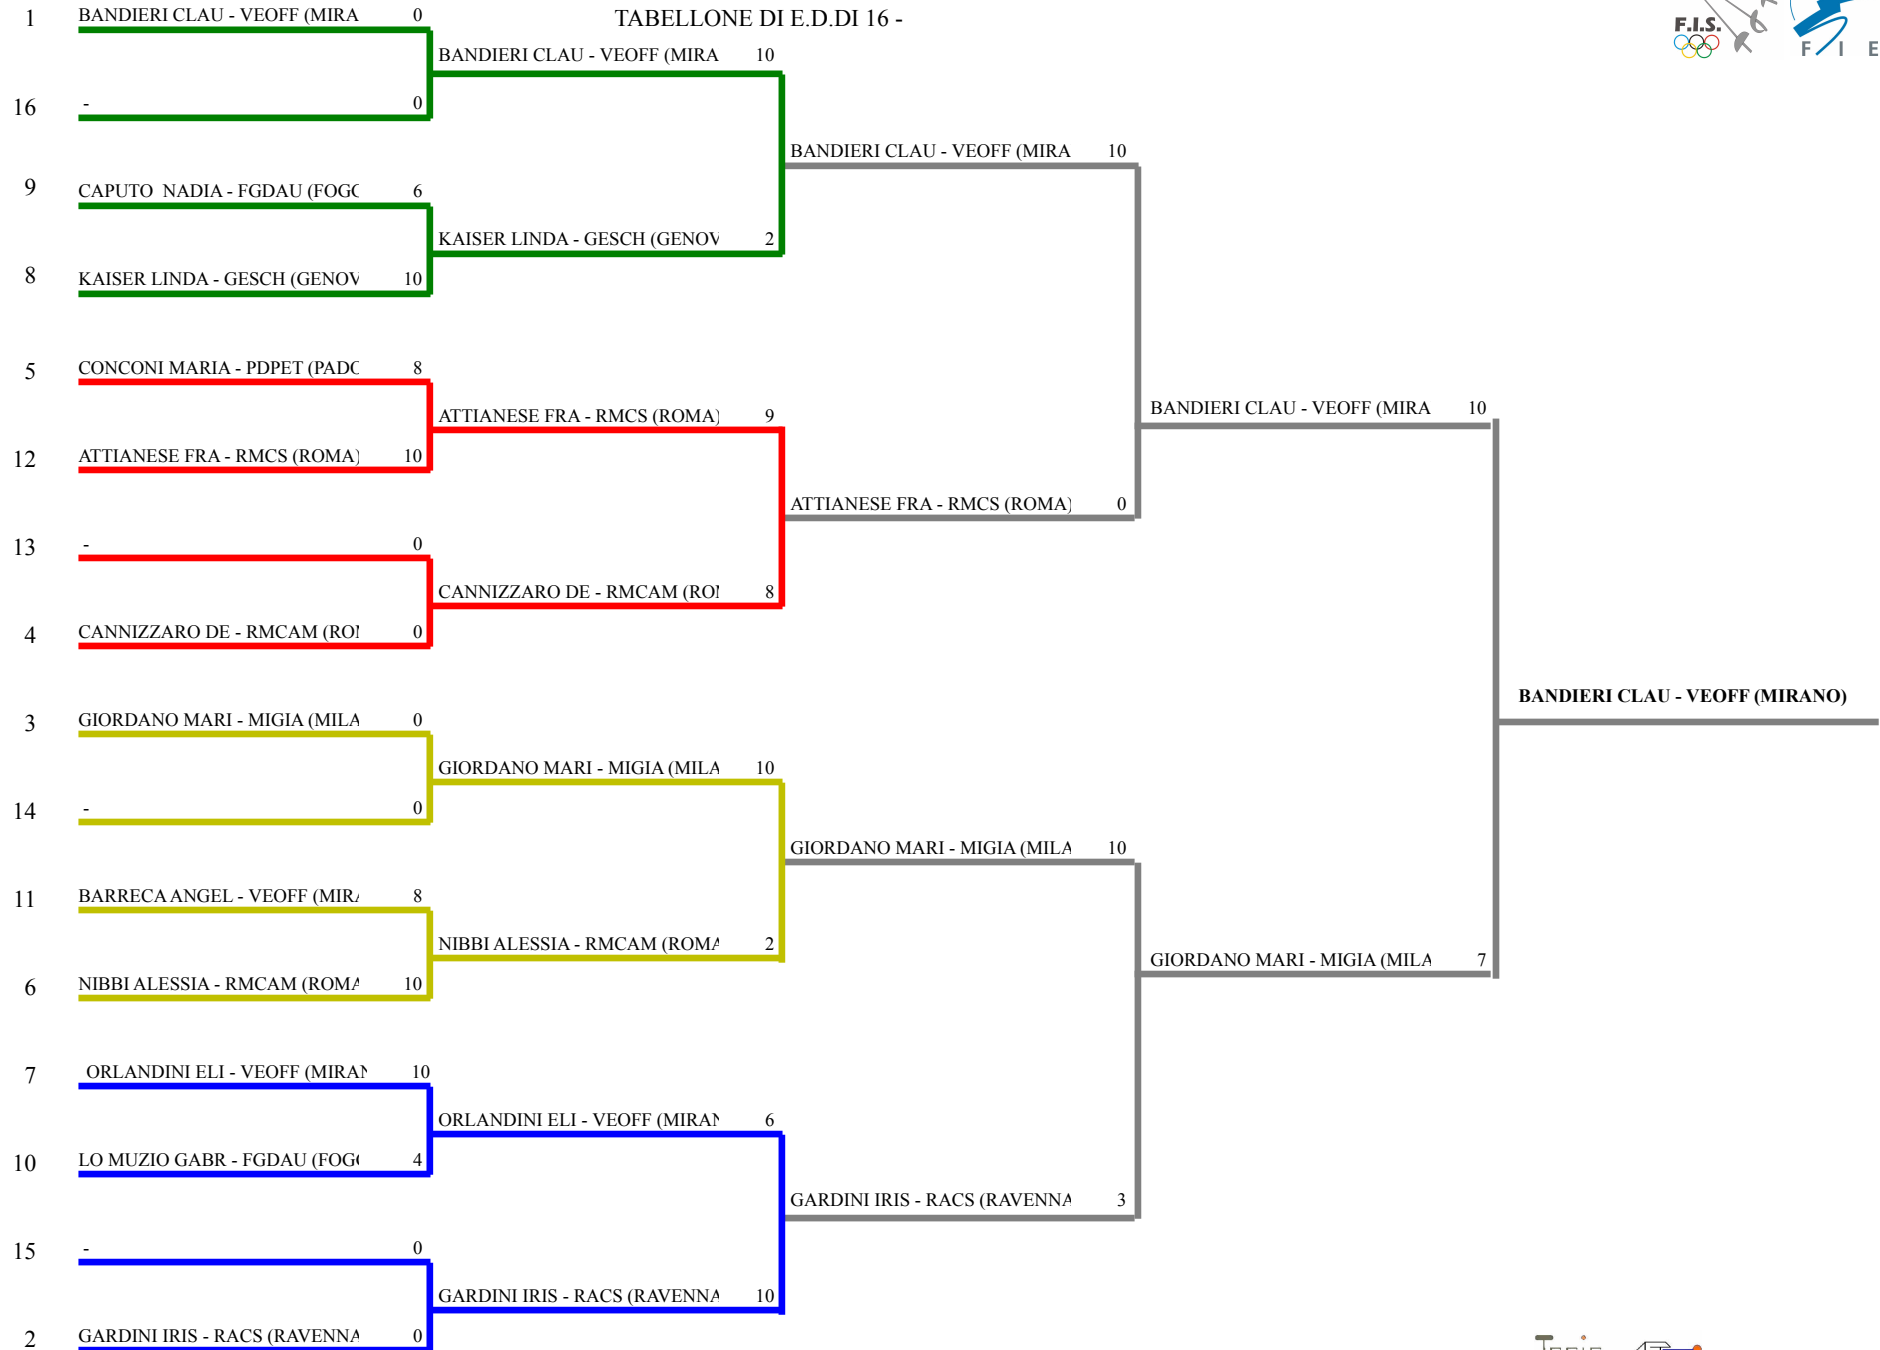 TABELLONE DI E.D.DI 16 -
F.I.S.
F I E
1 BANDIERI CLAU - VEOFF (MIRA 0
BANDIERI CLAU - VEOFF (MIRA 10
16 - 0
BANDIERI CLAU - VEOFF (MIRA 10
9 CAPUTO NADIA - FGDAU (FOGG 6
KAISER LINDA - GESCH (GENOV 2
8 KAISER LINDA - GESCH (GENOV 10
5 CONCONI MARIA - PDPET (PADO 8
BANDIERI CLAU - VEOFF (MIRA 10
ATTIANESE FRA - RMCS (ROMA) 9
12 ATTIANESE FRA - RMCS (ROMA) 10
ATTIANESE FRA - RMCS (ROMA) 0
13 - 0
CANNIZZARO DE - RMCAM (ROM 8
4 CANNIZZARO DE - RMCAM (ROM 0
BANDIERI CLAU - VEOFF (MIRANO)
3 GIORDANO MARI - MIGIA (MILA 0
GIORDANO MARI - MIGIA (MILA 10
14 - 0
GIORDANO MARI - MIGIA (MILA 10
11 BARRECA ANGEL - VEOFF (MIRA 8
NIBBI ALESSIA - RMCAM (ROMA 2
GIORDANO MARI - MIGIA (MILA 7
6 NIBBI ALESSIA - RMCAM (ROMA 10
7 ORLANDINI ELI - VEOFF (MIRAN 10
ORLANDINI ELI - VEOFF (MIRAN 6
10 LO MUZIO GABR - FGDAU (FOGG 4
GARDINI IRIS - RACS (RAVENNA 3
15 - 0
GARDINI IRIS - RACS (RAVENNA 10
2 GARDINI IRIS - RACS (RAVENNA 0